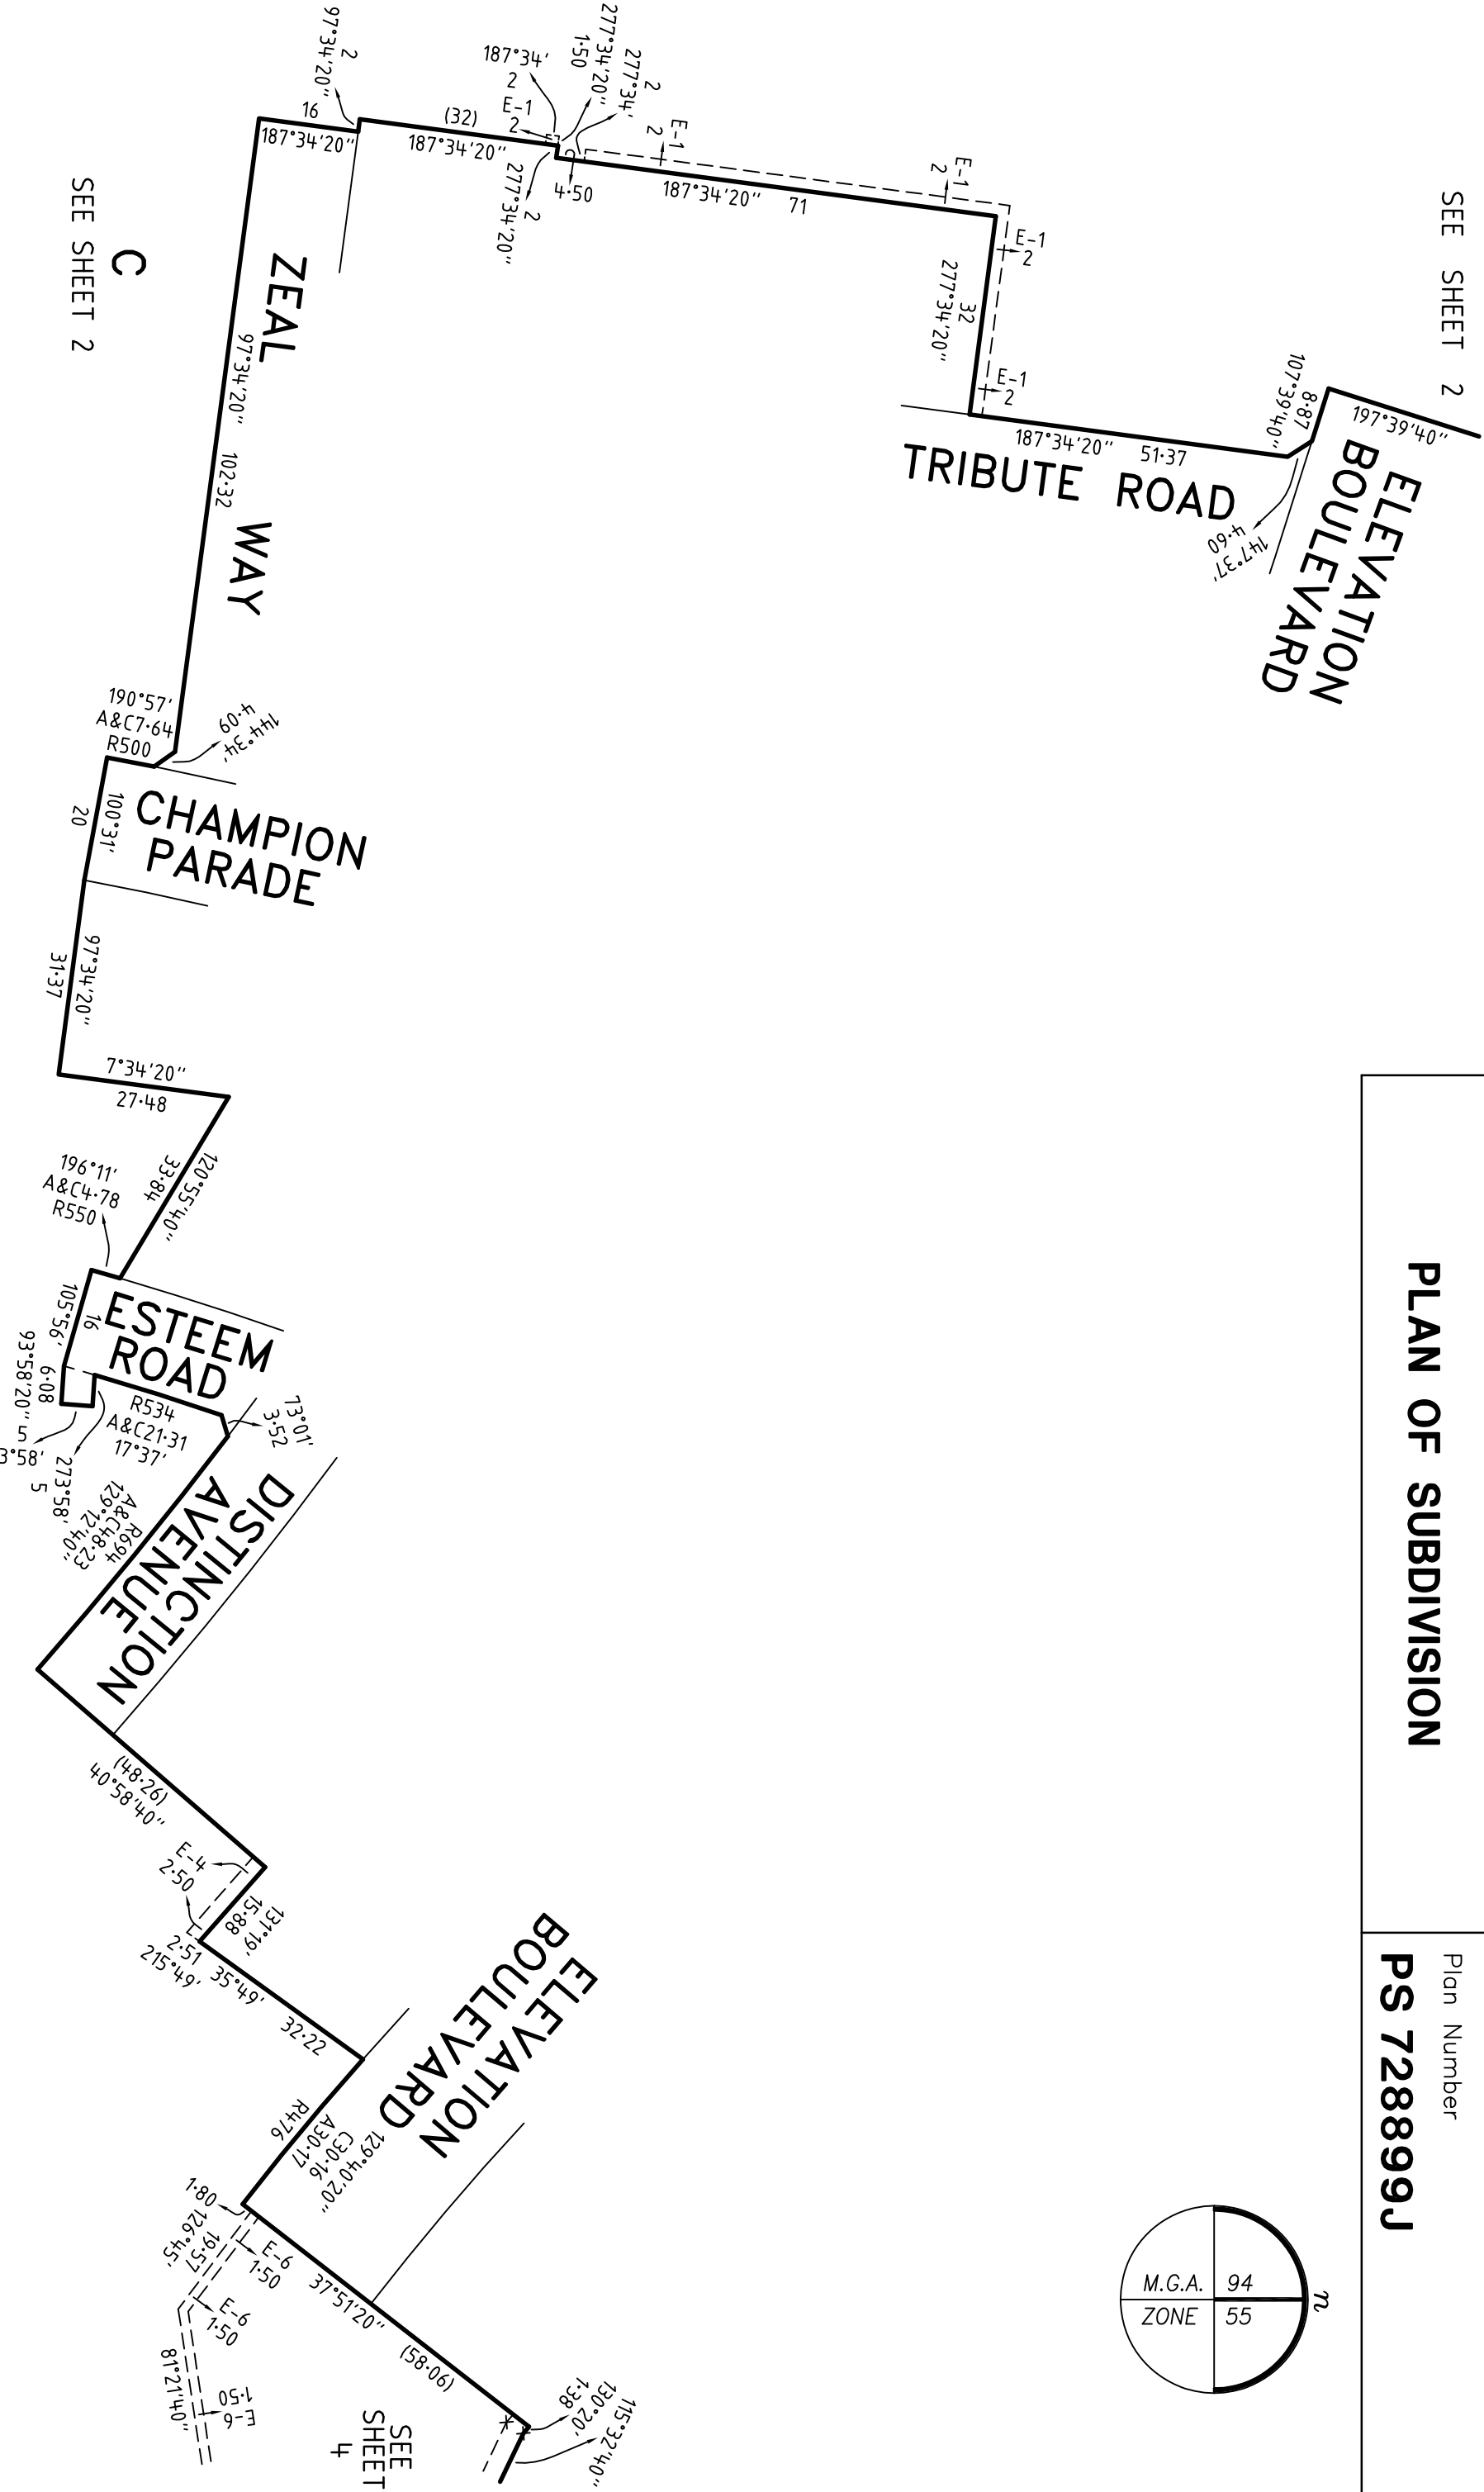 PLAN OF SUBDIVISION
Plan Number
PS 728899J
SEE SHEET 2
197°39'40"
ELEVATION
BOULEVARD
8·87
107°39'40"
147°37'
4·60
TRIBUTE ROAD
187°34'20" 51·37
E-1
2
E-1
2
32
277°34'20"
E-1
2
E-1
2
187°34'20" 71
2
277°34'
277°34'20"
1·50
4·50
187°34'
2
E-1
2
2
277°34'20"
(32)
187°34'20"
2
97°34'20"
16
187°34'20"
ZEAL WAY
97°34'20" 102·32
C
SEE SHEET 2
144°34'
4·09
190°57'
A&C7·64
R500
CHAMPION
PARADE
100°31'
20
97°34'20"
31·37
7°34'20"
27·48
120°55'40"
33·84
196°11'
A&C4·78
R550
ESTEEM
ROAD
16
105°56'
6·08
93°58'20"
5
3°58'
273°58'
5
R534
A&C21·31
17°37'
73°01'
3·52
DISTINCTION
AVENUE
R694
A&C48·23
129°12'40"
(48·26)
40°58'40"
E-4
2·50
131°19'
15·88
2·51
215°49'
35°49' 32·22
ELEVATION
BOULEVARD
129°40'20"
C30·16
A30·17
R476
1·80
19·57
126°45'
E-6
1·50
E-6
1·50
81°21'40"
E-6
1·50
37°51'20" (58·06)
115°32'40"
130°20'
1·38
SEE
SHEET
4
M.G.A. 94
ZONE 55
n